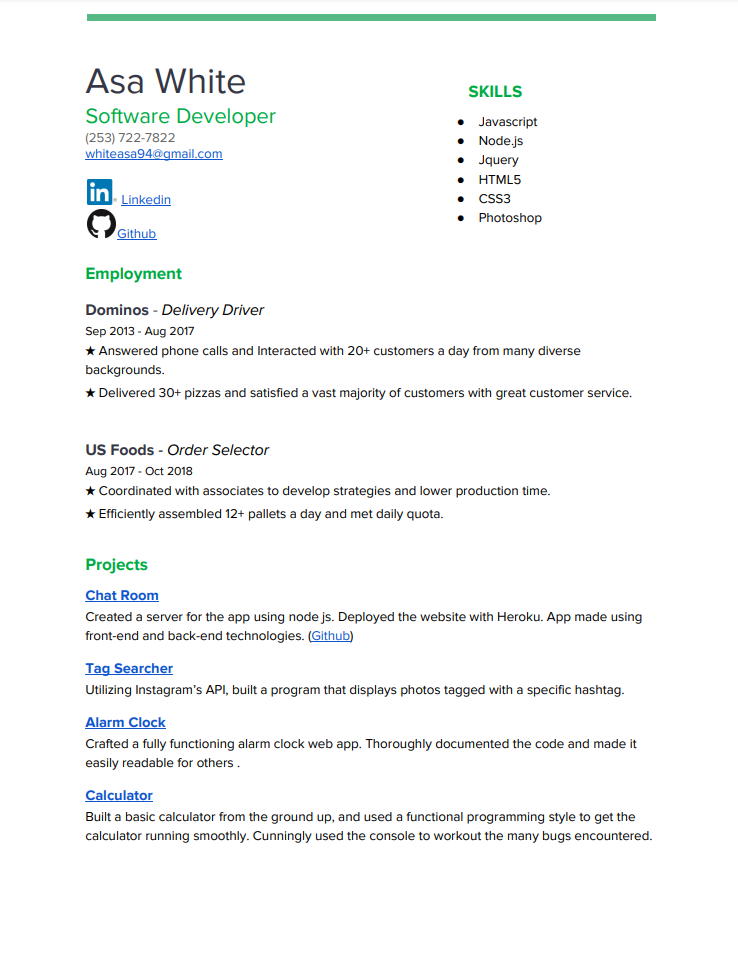 Asa White
Software Developer
(253) 722-7822
whiteasa94@gmail.com
in Linkedin
Github
SKILLS
● Javascript
● Node.js
● Jquery
● HTML5
● CSS3
● Photoshop
Employment
Dominos - Delivery Driver
Sep 2013 - Aug 2017
★ Answered phone calls and Interacted with 20+ customers a day from many diverse
backgrounds.
★ Delivered 30+ pizzas and satisfied a vast majority of customers with great customer service.
US Foods - Order Selector
Aug 2017 - Oct 2018
★ Coordinated with associates to develop strategies and lower production time.
★ Efficiently assembled 12+ pallets a day and met daily quota.
Projects
Chat Room
Created a server for the app using node js. Deployed the website with Heroku. App made using
front-end and back-end technologies. (Github)
Tag Searcher
Utilizing Instagram's API, built a program that displays photos tagged with a specific hashtag.
Alarm Clock
Crafted a fully functioning alarm clock web app. Thoroughly documented the code and made it
easily readable for others .
Calculator
Built a basic calculator from the ground up, and used a functional programming style to get the
calculator running smoothly. Cunningly used the console to workout the many bugs encountered.